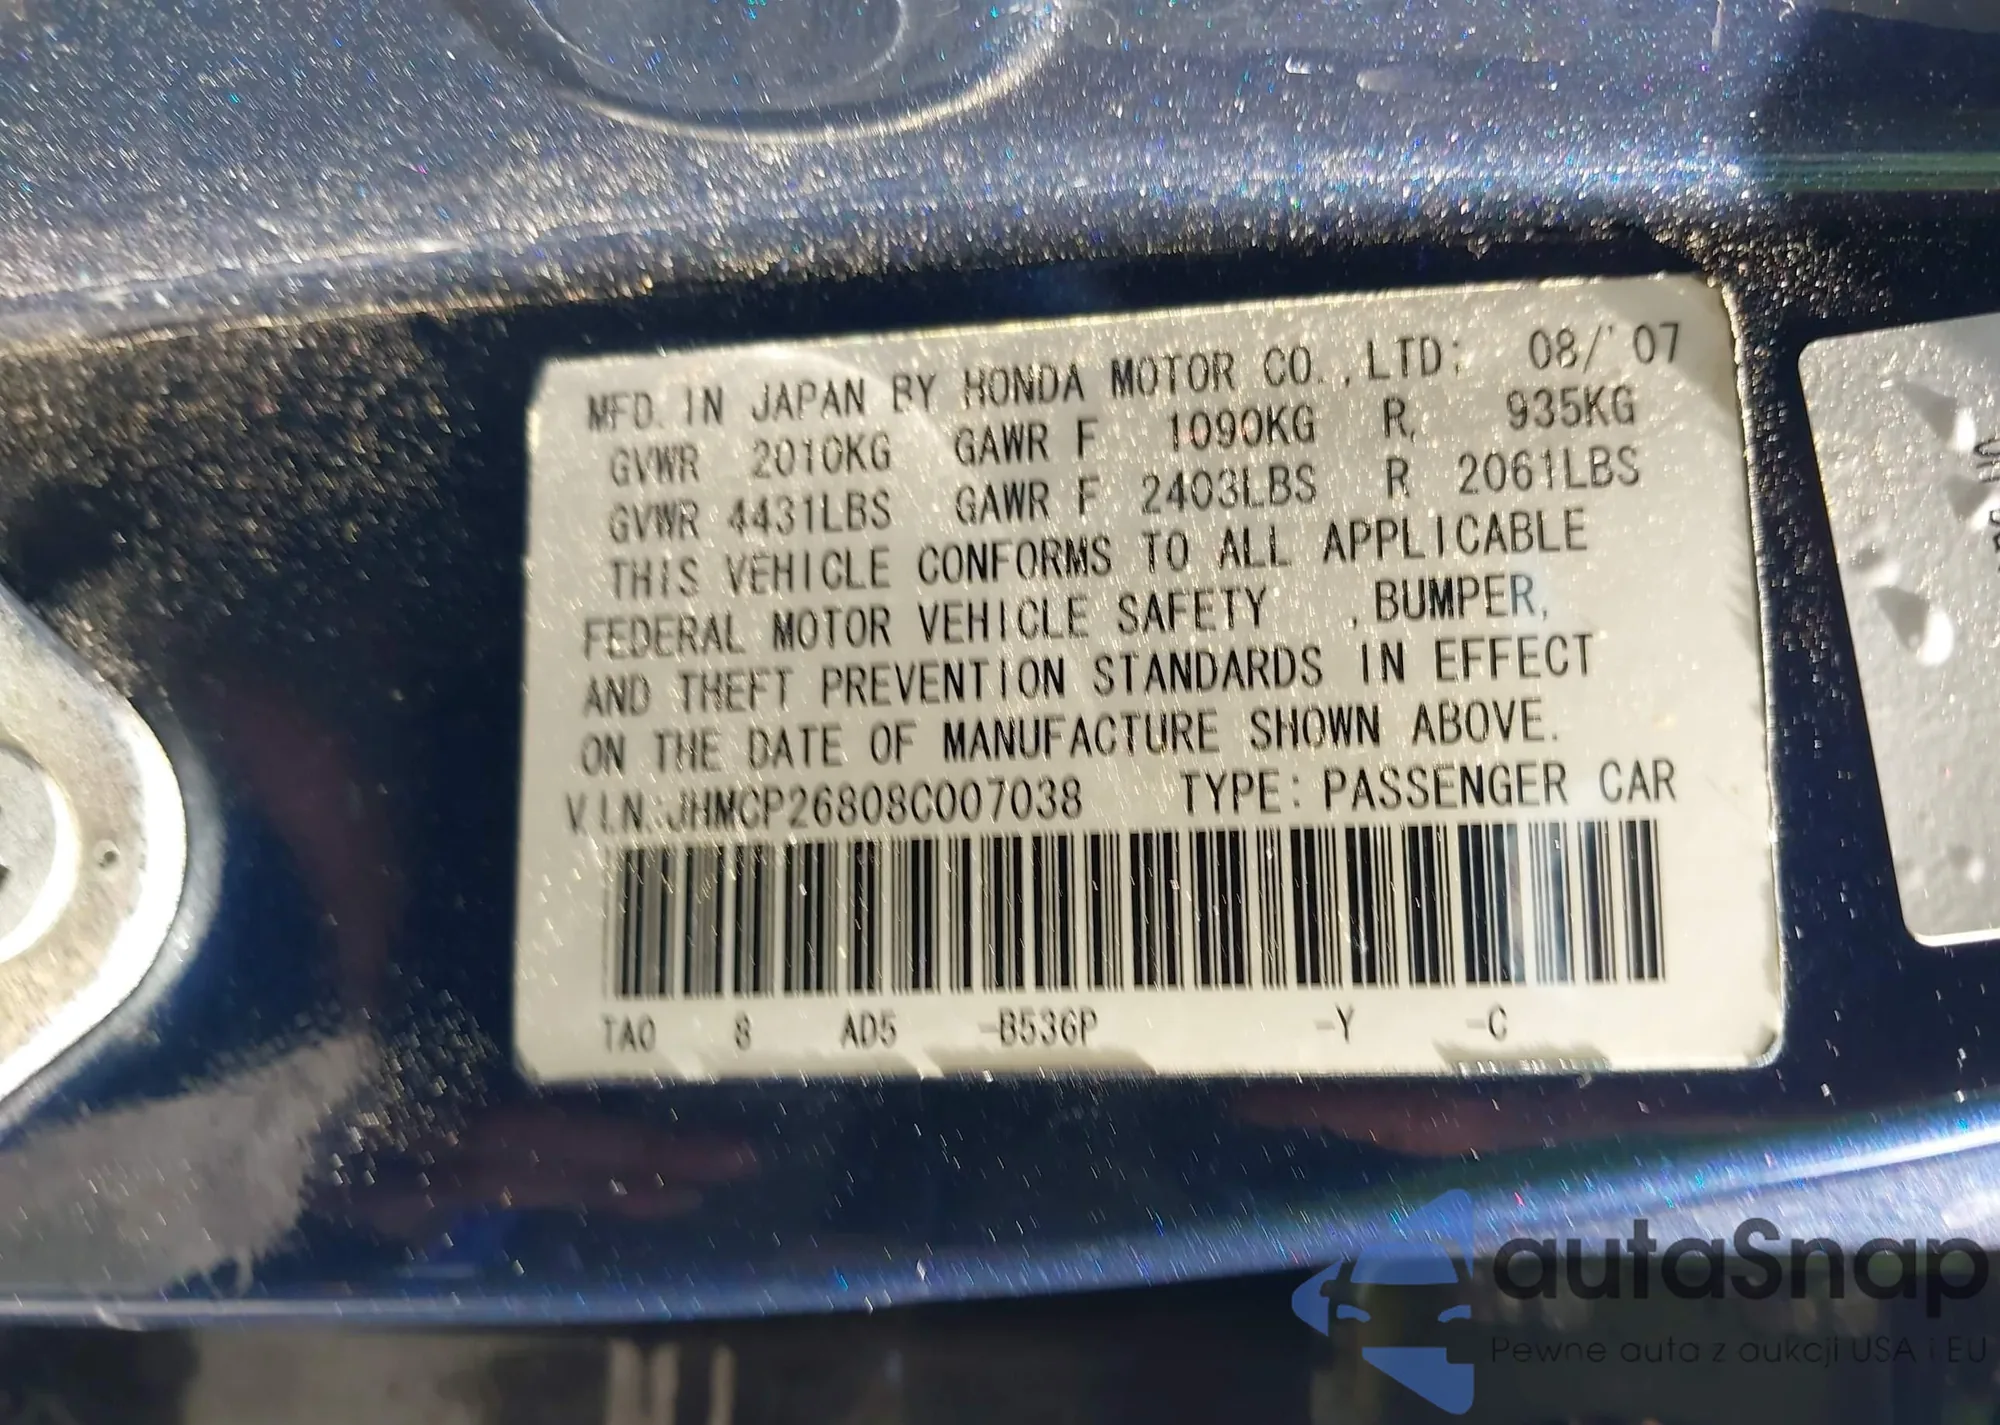 MFD. IN JAPAN BY HONDA MOTOR CO.,LTD; 08/'07
GVWR 2010KG GAWR F 1090KG R, 935KG
GVWR 4431LBS GAWR F 2403LBS R 2061LBS
THIS VEHICLE CONFORMS TO ALL APPLICABLE
FEDERAL MOTOR VEHICLE SAFETY , BUMPER,
AND THEFT PREVENTION STANDARDS IN EFFECT
ON THE DATE OF MANUFACTURE SHOWN ABOVE.
V.I.N.:JHMCP26808C007038 TYPE: PASSENGER CAR
TA0 8 AD5 -B536P -Y -C
autaSnap
Pewne auta z aukcji USA i EU